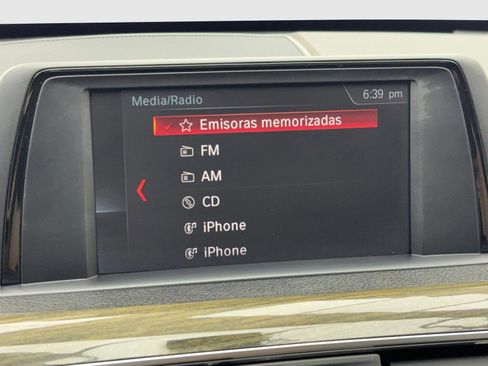 Media/Radio 6:39 pm
Emisoras memorizadas
FM
AM
CD
iPhone
iPhone